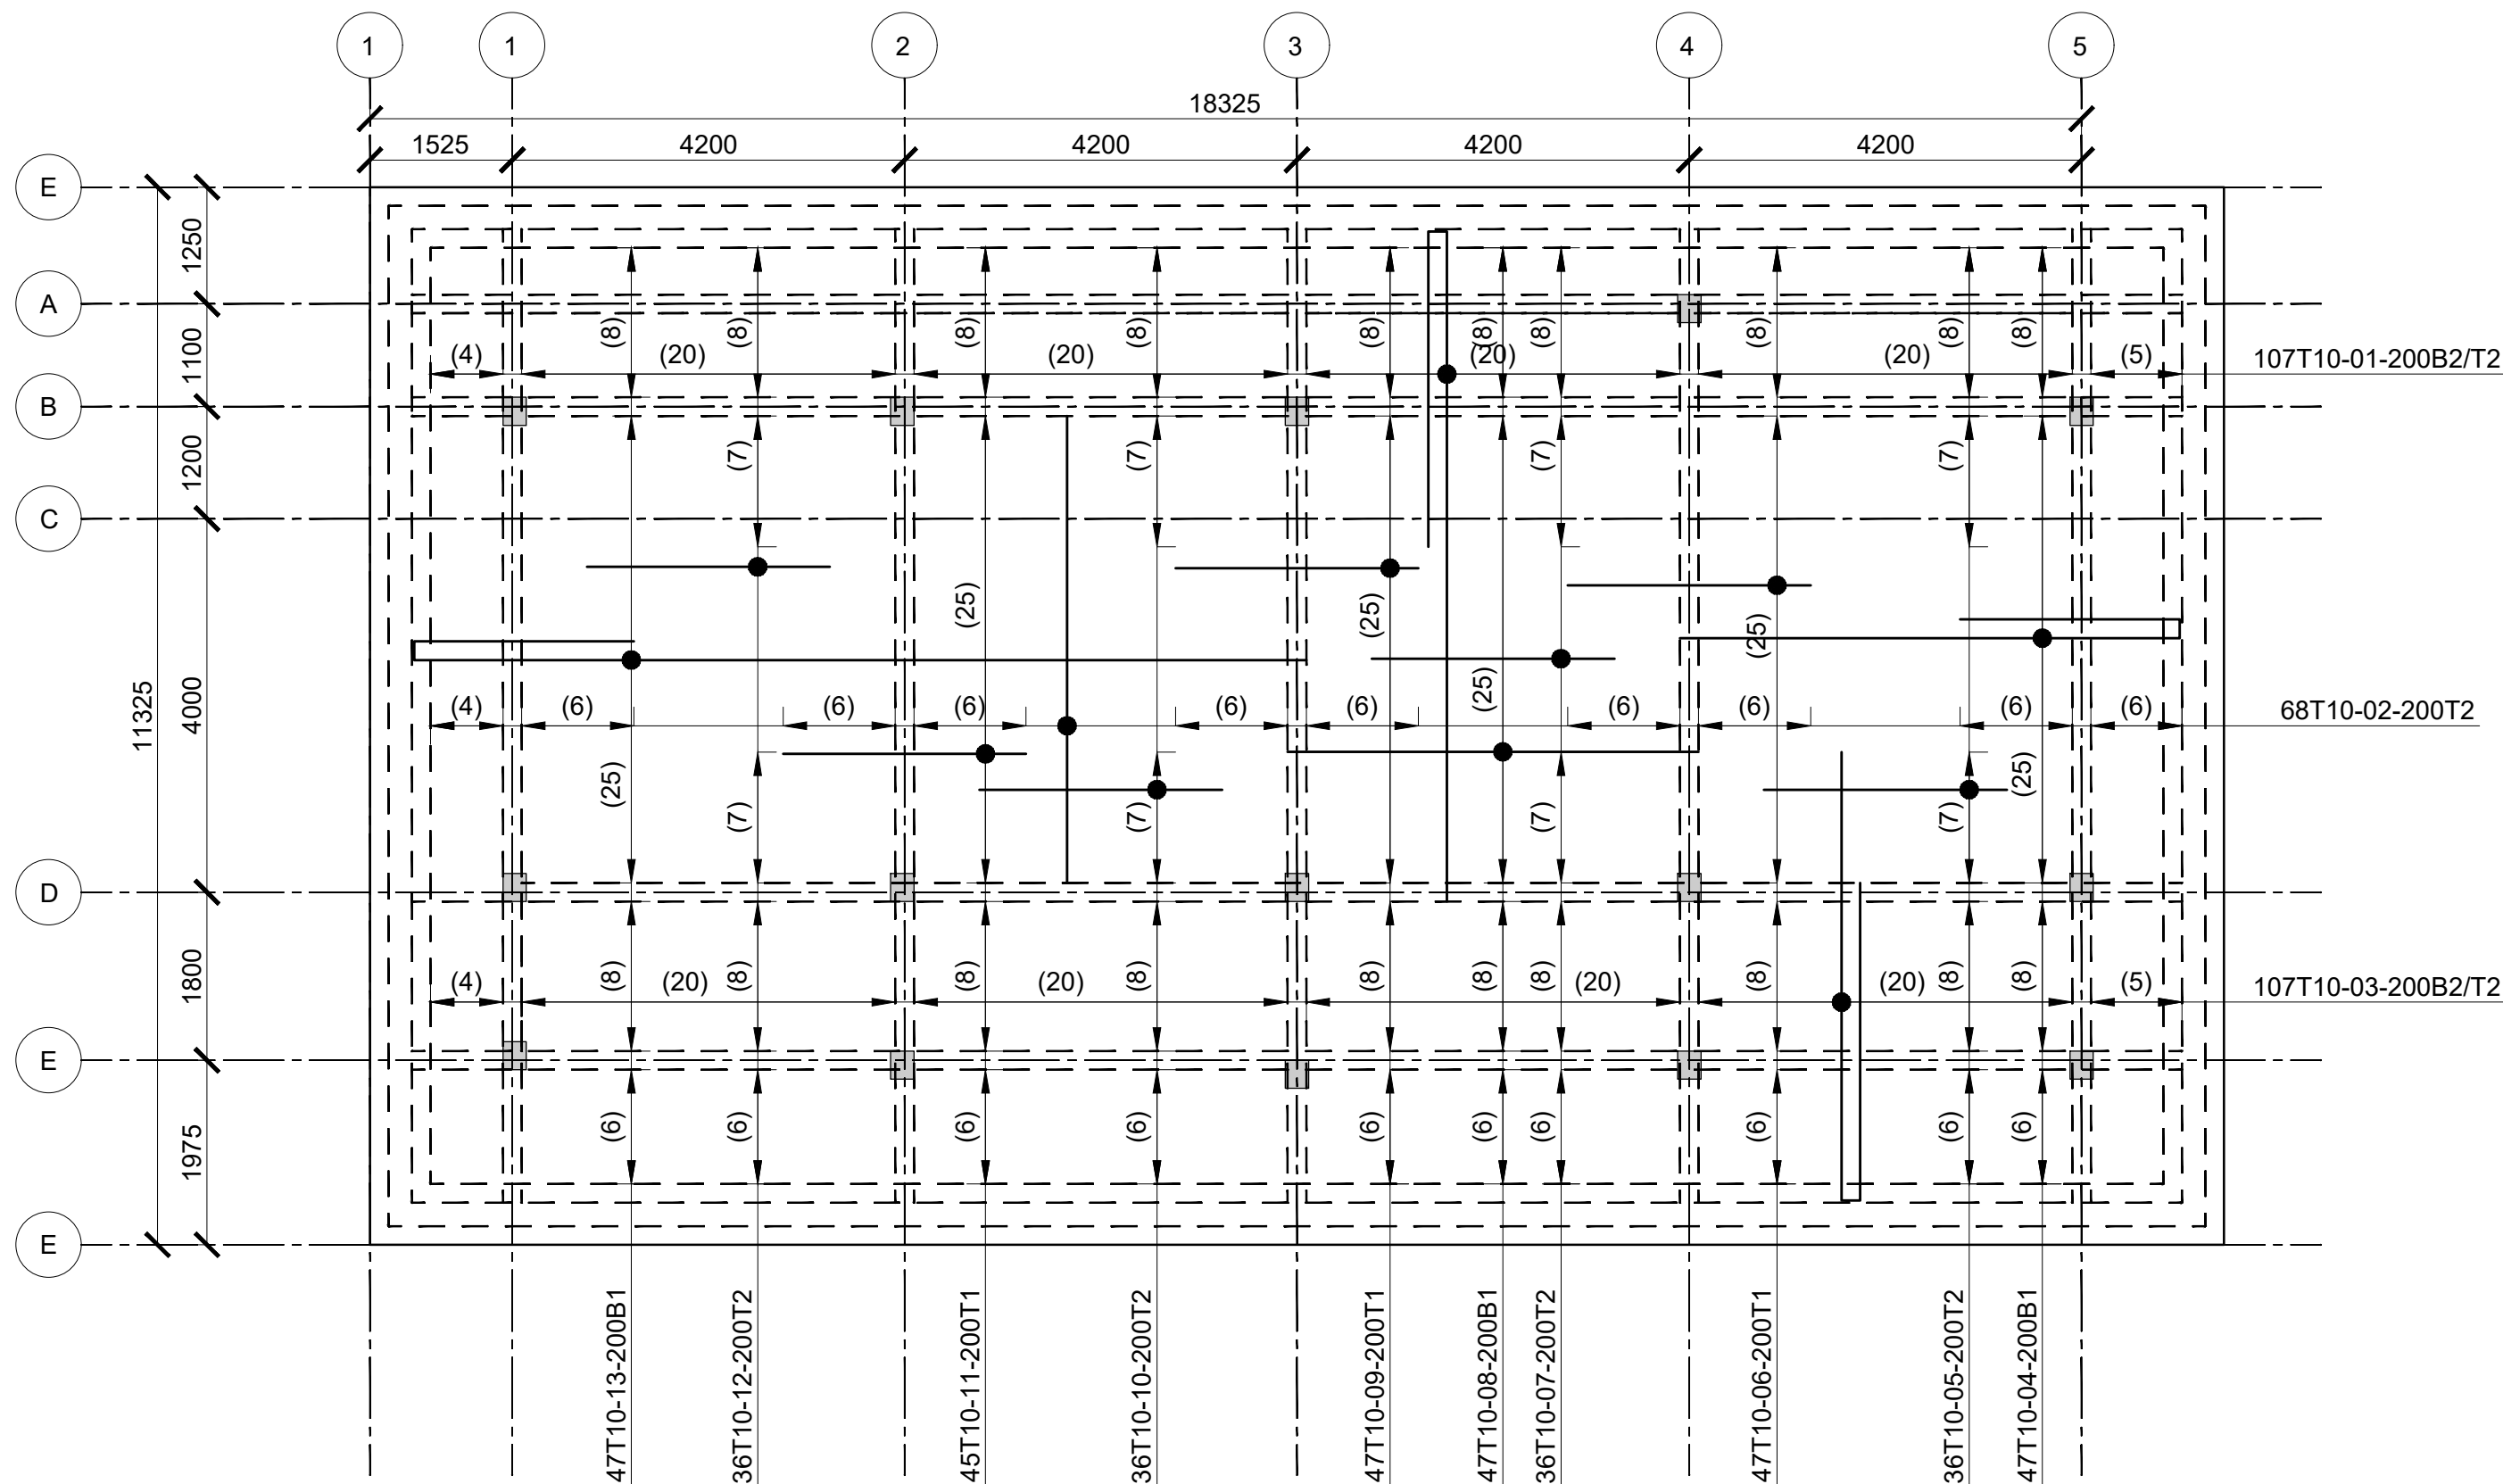 1 1 2 3 4 5
18325
1525 4200 4200 4200 4200
E
1250
A
(8) (8) (8) (8) (8) (8) (8) (8) (8) (8)
1100
(4) (20) (20) (20) (20) (5) 107T10-01-200B2/T2
B
1200
(7) (7) (7) (7)
C
(25) (25) (25)
11325
4000
(25)
(4) (6) (6) (6) (6) (6) (6) (6) (6) (6) 68T10-02-200T2
(25) (25)
(7) (7) (7) (7)
D
1800
(8) (8) (8) (8) (8) (8) (8) (8) (8) (8)
(4) (20) (20) (20) (20) (5) 107T10-03-200B2/T2
E
1975
(6) (6) (6) (6) (6) (6) (6) (6) (6) (6)
E
47T10-13-200B1
36T10-12-200T2
45T10-11-200T1
36T10-10-200T2
47T10-09-200T1
47T10-08-200B1
36T10-07-200T2
47T10-06-200T1
36T10-05-200T2
47T10-04-200B1